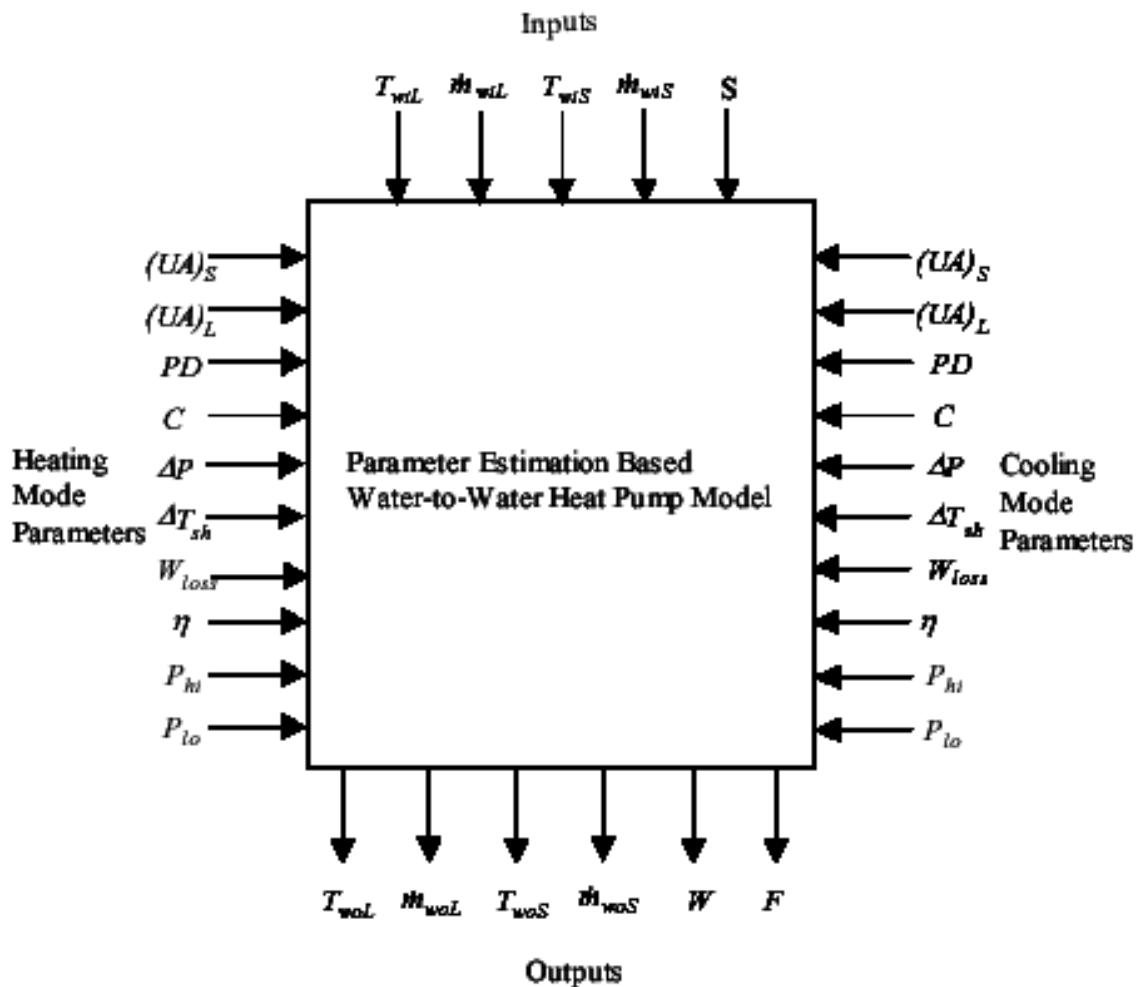 Inputs
T_wiL ṁ_wiL T_wiS ṁ_wiS S
(UA)_S (UA)_S
(UA)_L (UA)_L
PD PD
C C
Heating Mode Parameters
Parameter Estimation Based
Water-to-Water Heat Pump Model
Cooling Mode Parameters
ΔP ΔP
ΔT_sh ΔT_sh
W_loss W_loss
η η
P_hi P_hi
P_lo P_lo
T_woL ṁ_woL T_woS ṁ_woS W F
Outputs